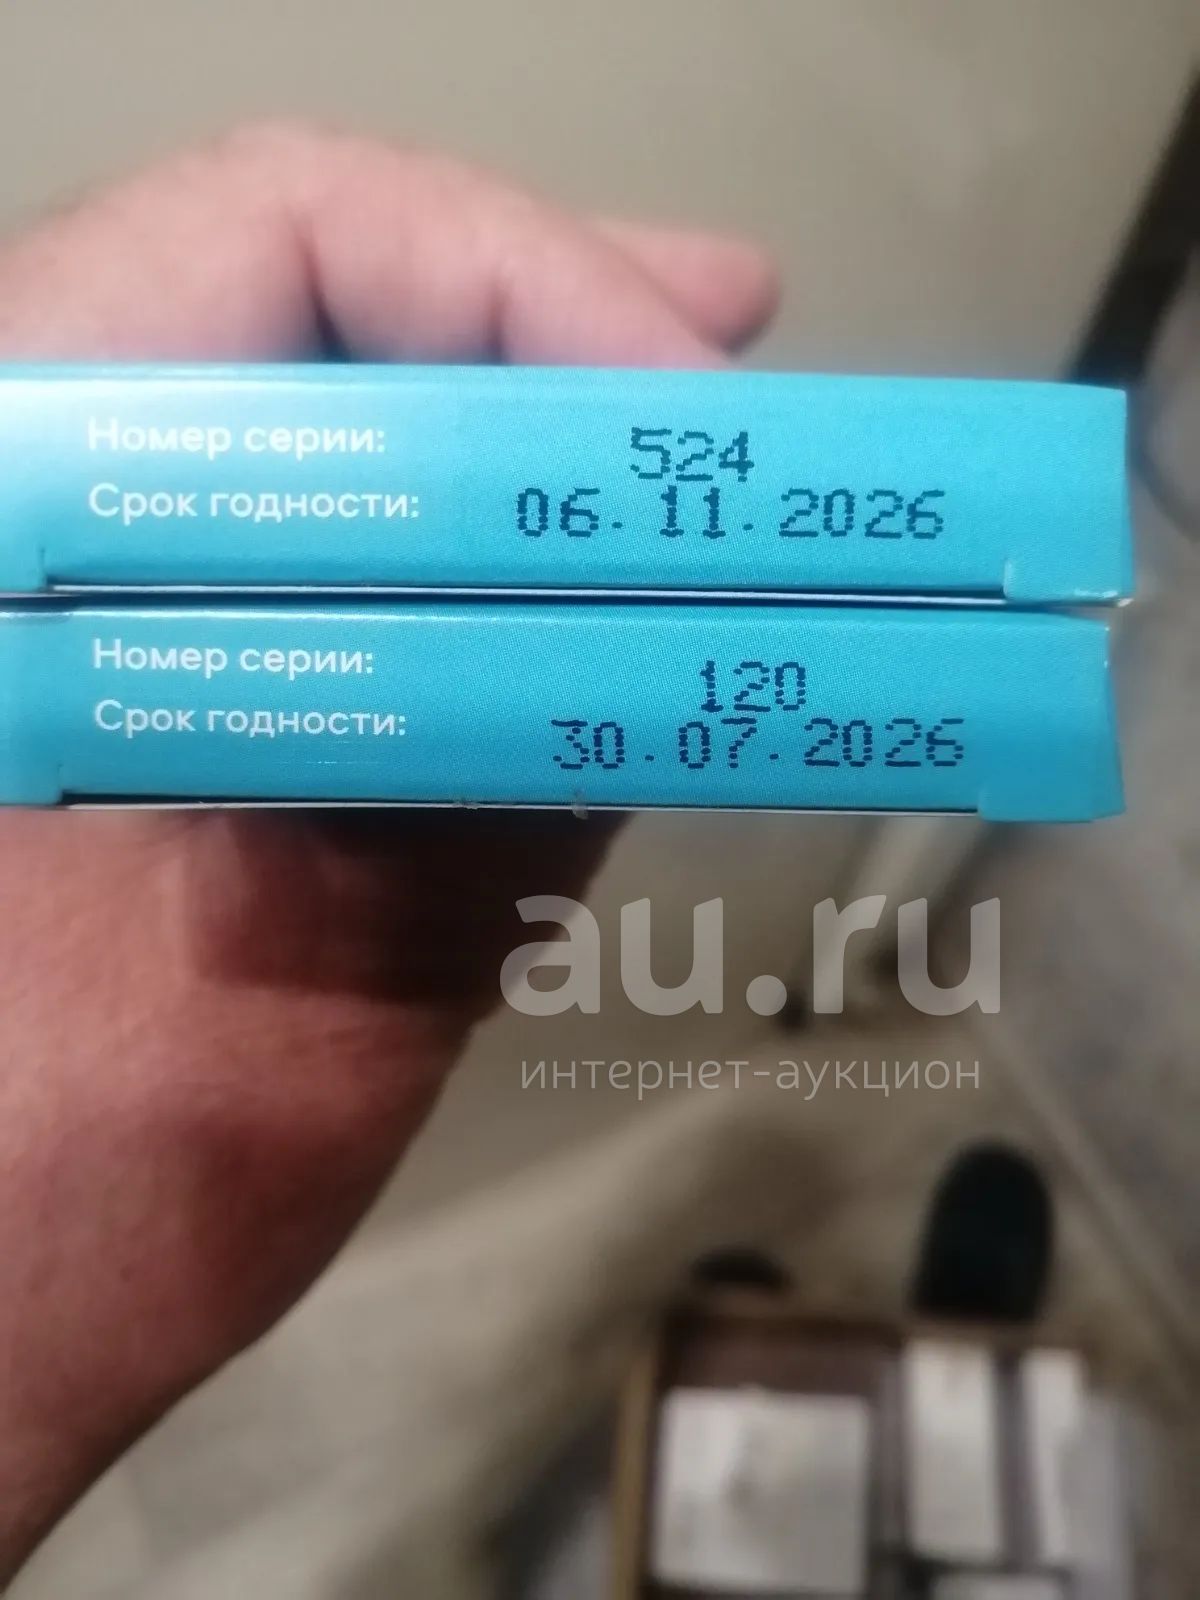 Номер серии: 524
Срок годности: 06.11.2026
Номер серии: 120
Срок годности: 30.07.2026
au.ru
интернет-аукцион